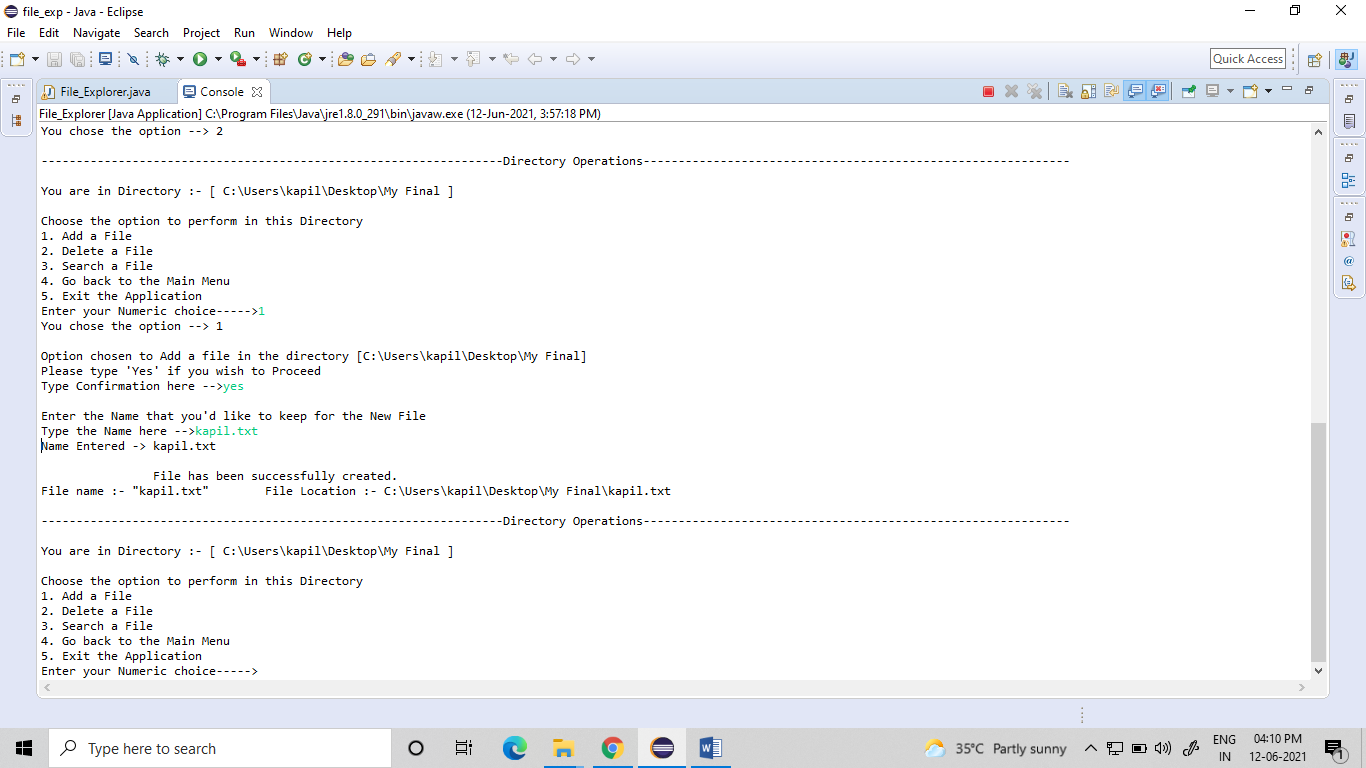 file_exp - Java - Eclipse
File Edit Navigate Search Project Run Window Help
Quick Access
File_Explorer.java Console
File_Explorer [Java Application] C:\Program Files\Java\jre1.8.0_291\bin\javaw.exe (12-Jun-2021, 3:57:18 PM)
You chose the option --> 2
------------------------------------------------------------------Directory Operations-------------------------------------------------------------
You are in Directory :- [ C:\Users\kapil\Desktop\My Final ]
Choose the option to perform in this Directory
1. Add a File
2. Delete a File
3. Search a File
4. Go back to the Main Menu
5. Exit the Application
Enter your Numeric choice----->1
You chose the option --> 1
Option chosen to Add a file in the directory [C:\Users\kapil\Desktop\My Final]
Please type 'Yes' if you wish to Proceed
Type Confirmation here -->yes
Enter the Name that you'd like to keep for the New File
Type the Name here -->kapil.txt
Name Entered -> kapil.txt
File has been successfully created.
File name :- "kapil.txt" File Location :- C:\Users\kapil\Desktop\My Final\kapil.txt
------------------------------------------------------------------Directory Operations-------------------------------------------------------------
You are in Directory :- [ C:\Users\kapil\Desktop\My Final ]
Choose the option to perform in this Directory
1. Add a File
2. Delete a File
3. Search a File
4. Go back to the Main Menu
5. Exit the Application
Enter your Numeric choice----->
Type here to search
35°C Partly sunny
ENG
IN
04:10 PM
12-06-2021
1